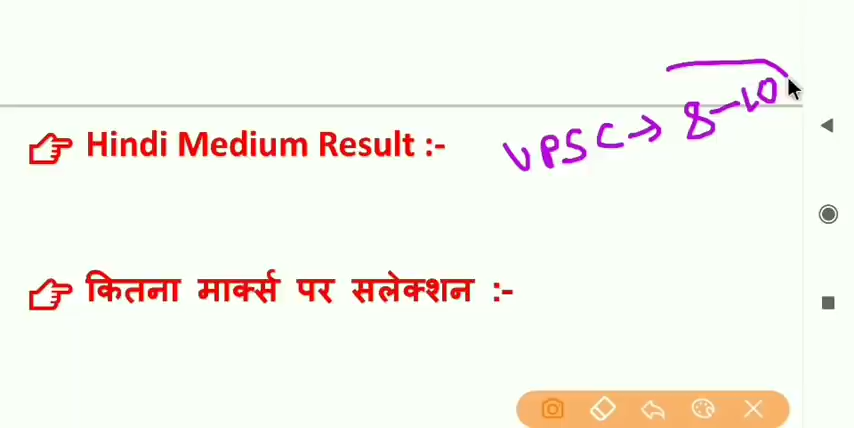 Hindi Medium Result :-
UPSC → 8-10
कितना मार्क्स पर सलेक्शन :-